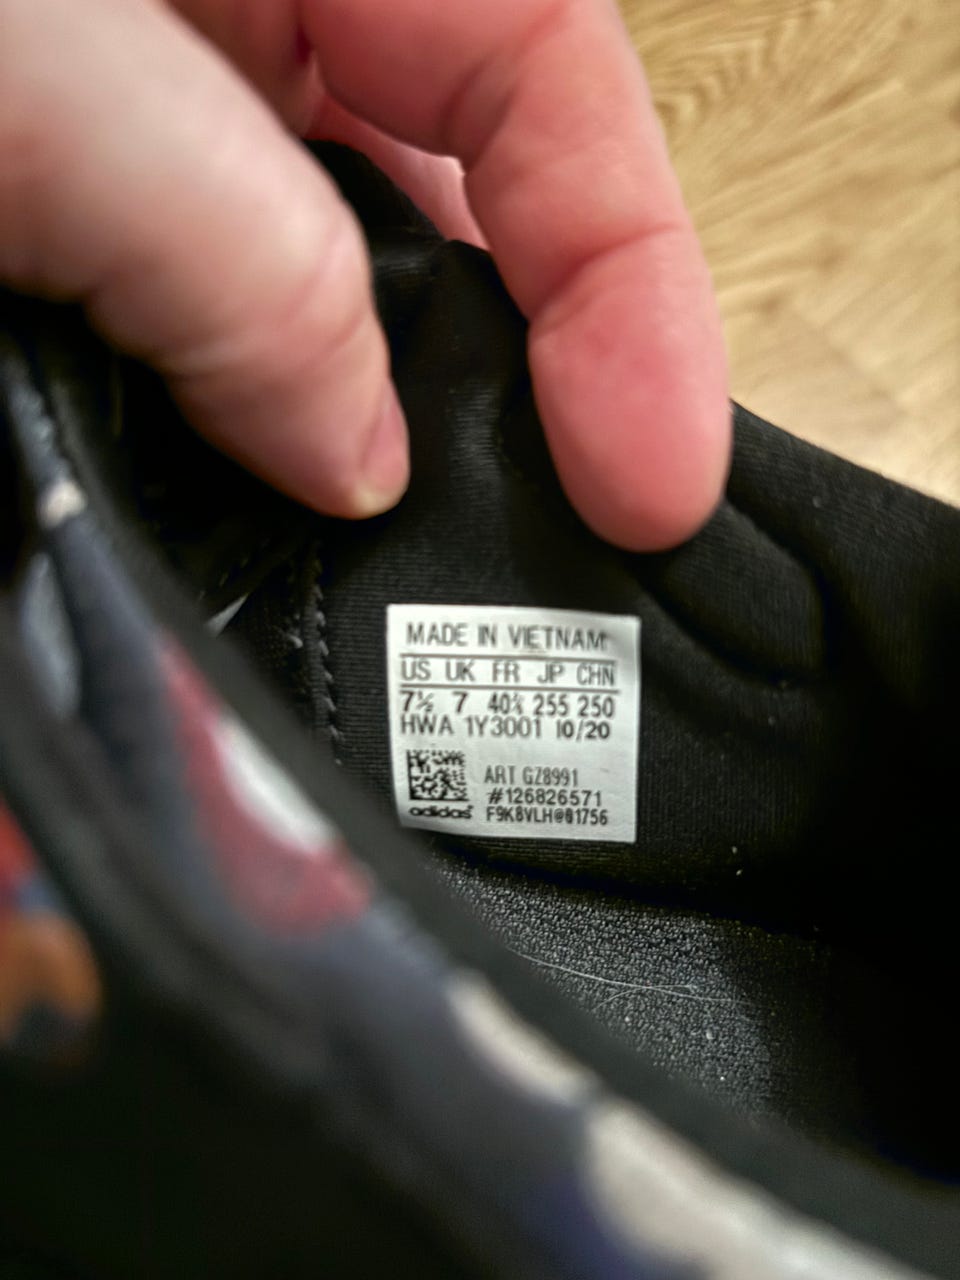 MADE IN VIETNAM
US UK FR JP CHN
7½ 7 40⅔ 255 250
HWA 1Y3001 10/20
ART GZ8991
#126826571
adidas F9K8VLH@01756